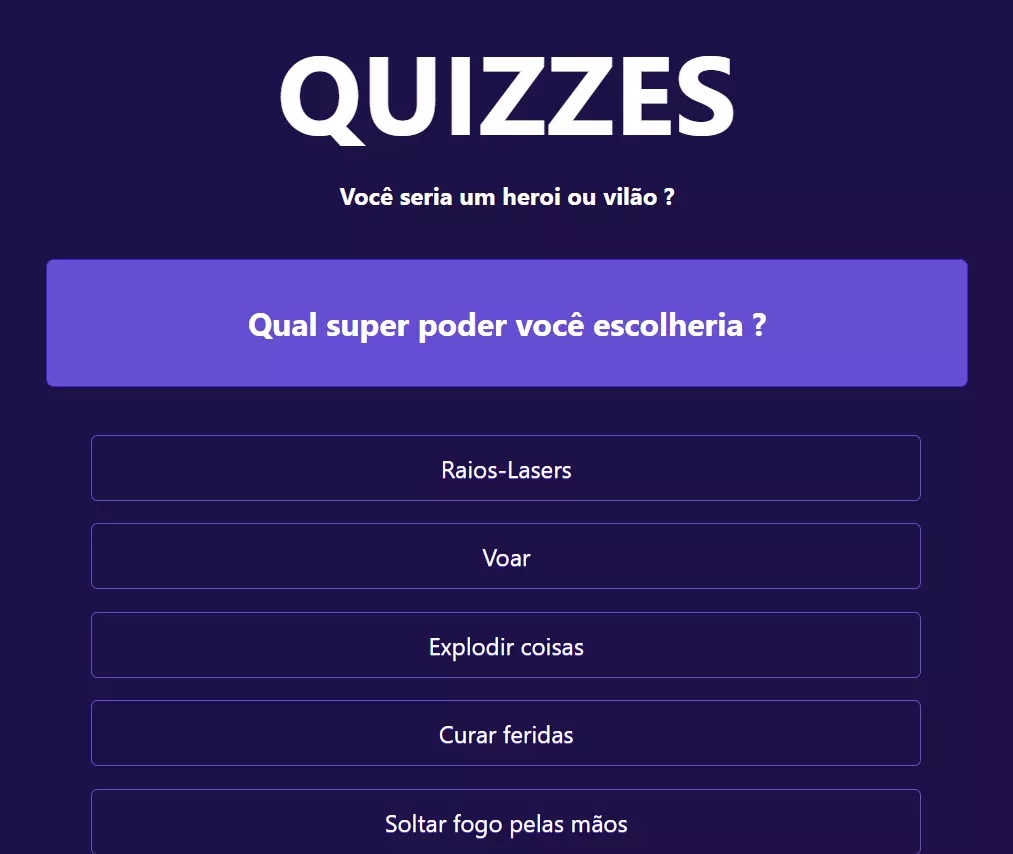 QUIZZES
Você seria um heroi ou vilão ?
Qual super poder você escolheria ?
Raios-Lasers
Voar
Explodir coisas
Curar feridas
Soltar fogo pelas mãos